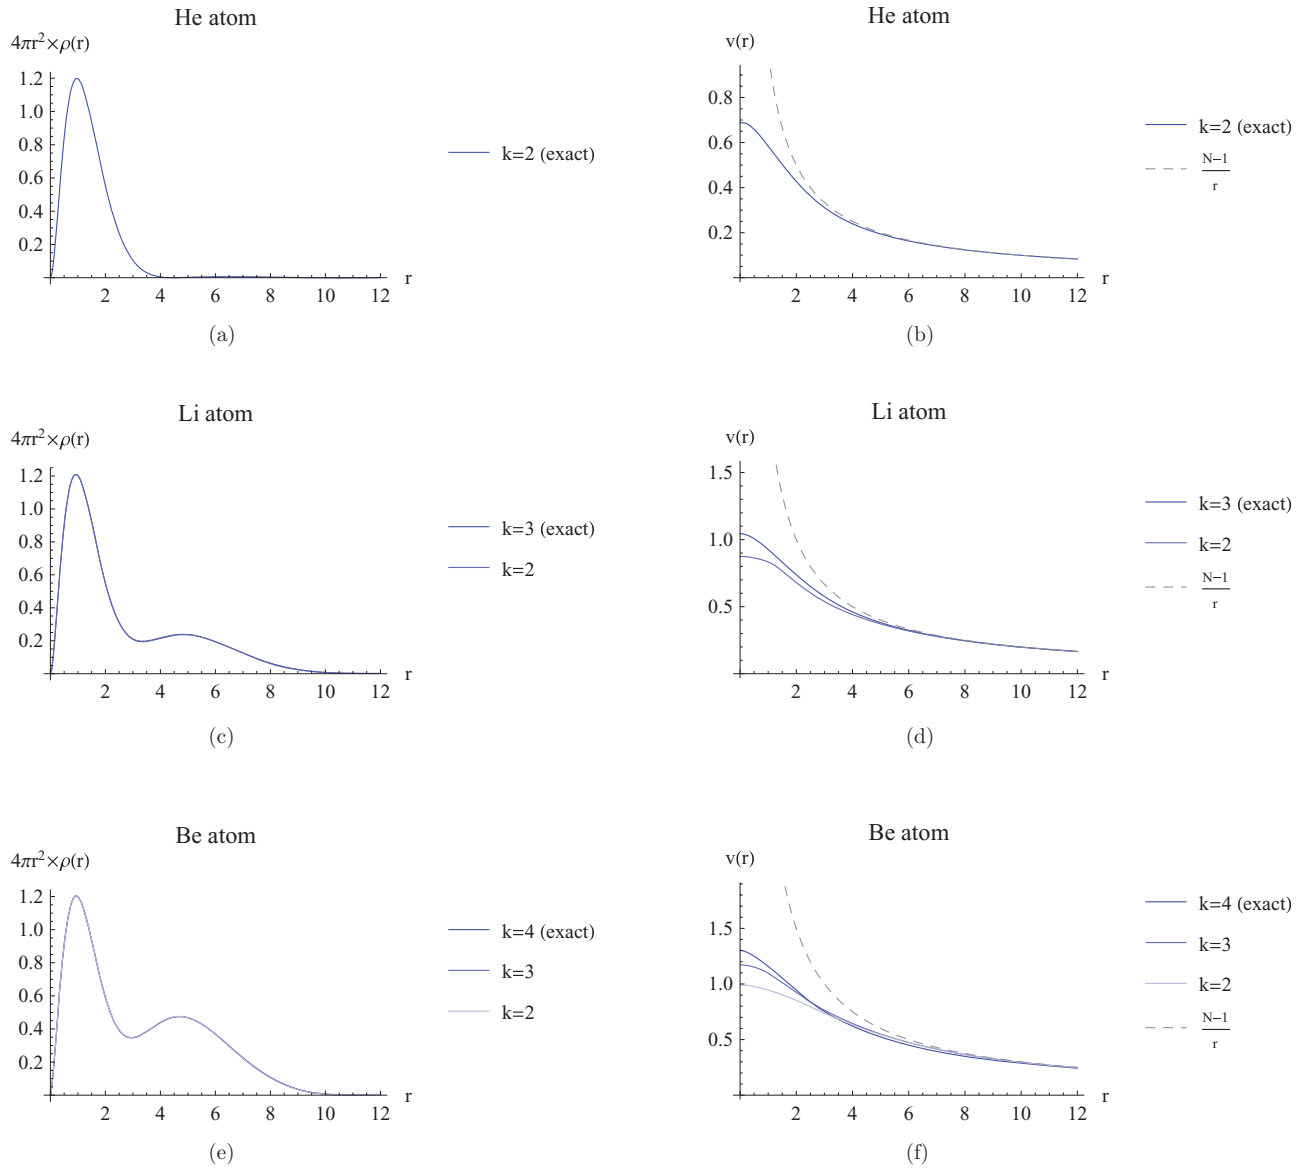 He atom
4πr²×ρ(r)
1.2
1.0
0.8
0.6
0.4
0.2
2 4 6 8 10 12 r
k=2 (exact)
(a)
He atom
v(r)
0.8
0.6
0.4
0.2
2 4 6 8 10 12 r
k=2 (exact)
N−1
r
(b)
Li atom
4πr²×ρ(r)
1.2
1.0
0.8
0.6
0.4
0.2
2 4 6 8 10 12 r
k=3 (exact)
k=2
(c)
Li atom
v(r)
1.5
1.0
0.5
2 4 6 8 10 12 r
k=3 (exact)
k=2
N−1
r
(d)
Be atom
4πr²×ρ(r)
1.2
1.0
0.8
0.6
0.4
0.2
2 4 6 8 10 12 r
k=4 (exact)
k=3
k=2
(e)
Be atom
v(r)
1.5
1.0
0.5
2 4 6 8 10 12 r
k=4 (exact)
k=3
k=2
N−1
r
(f)